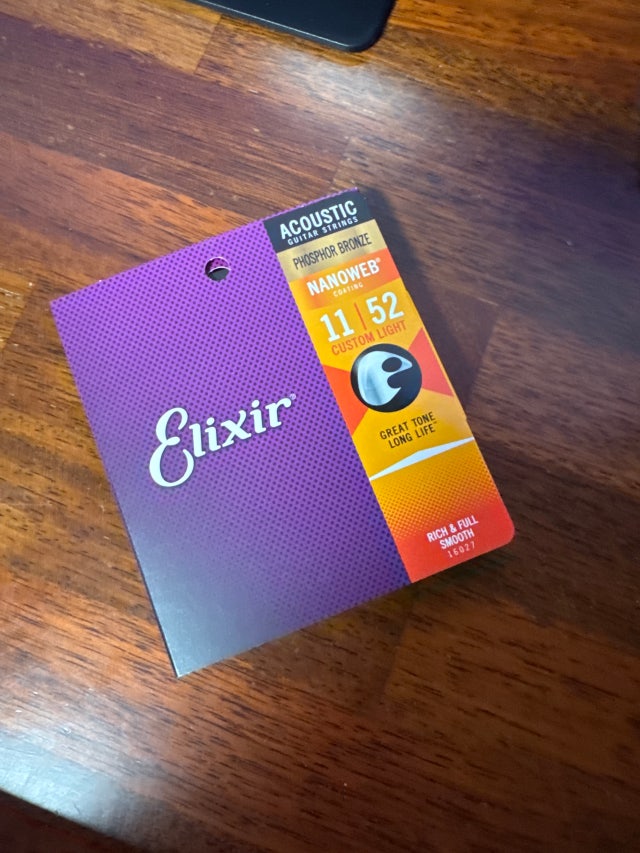 Elixir®
ACOUSTIC
GUITAR STRINGS
PHOSPHOR BRONZE
NANOWEB®
COATING
11 | 52
CUSTOM LIGHT
GREAT TONE
LONG LIFE™
RICH & FULL
SMOOTH
16027